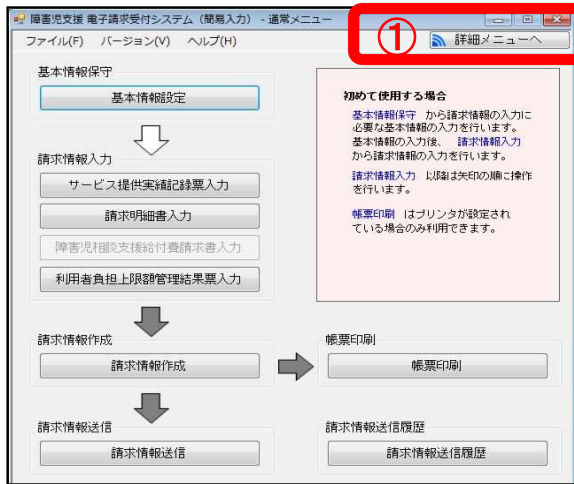 障害児支援 電子請求受付システム（簡易入力） - 通常メニュー
ファイル(F) バージョン(V) ヘルプ(H)
① 詳細メニューへ
基本情報保守
基本情報設定
初めて使用する場合
基本情報保守 から請求情報の入力に
必要な基本情報の入力を行います。
基本情報の入力後、 請求情報入力
から請求情報の入力を行います。
請求情報入力 以降は矢印の順に操作
を行います。
帳票印刷 はプリンタが設定され
ている場合のみ利用できます。
請求情報入力
サービス提供実績記録票入力
請求明細書入力
障害児相談支援給付費請求書入力
利用者負担上限額管理結果票入力
請求情報作成
請求情報作成
帳票印刷
帳票印刷
請求情報送信
請求情報送信
請求情報送信履歴
請求情報送信履歴